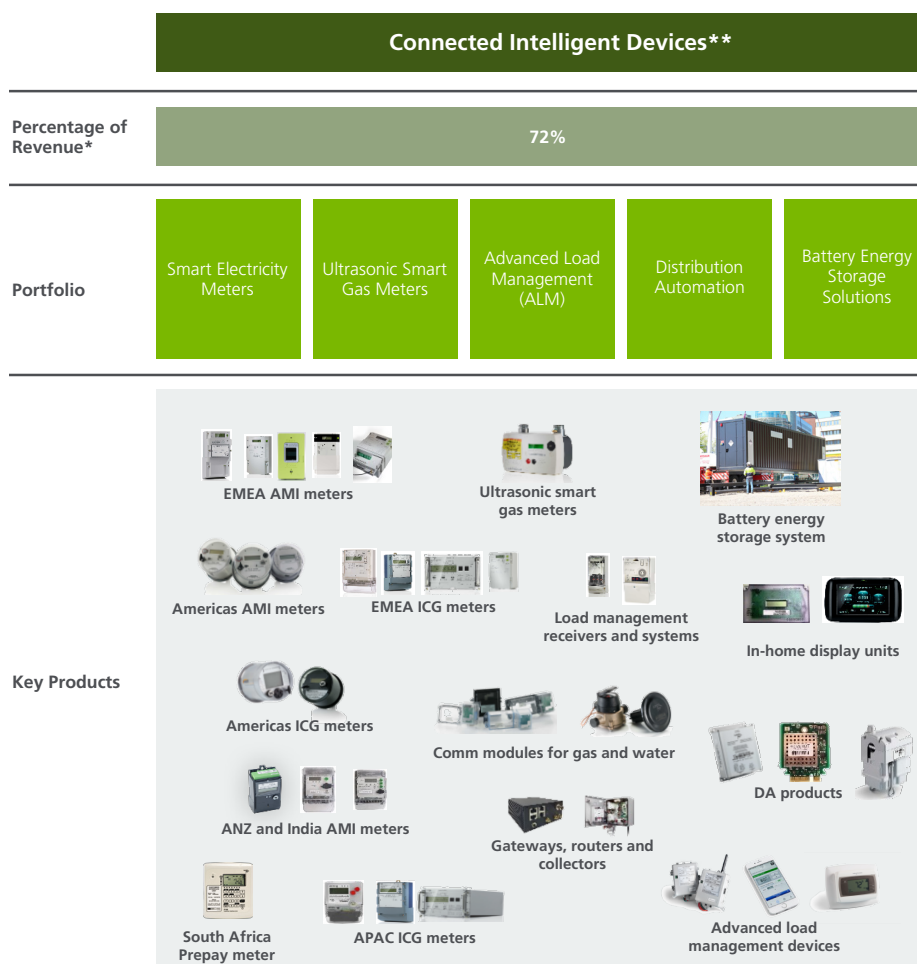 Connected Intelligent Devices**
Percentage of
Revenue*
72%
Portfolio
Smart Electricity
Meters
Ultrasonic Smart
Gas Meters
Advanced Load
Management
(ALM)
Distribution
Automation
Battery Energy
Storage
Solutions
Key Products
EMEA AMI meters
Ultrasonic smart
gas meters
Battery energy
storage system
Americas AMI meters
EMEA ICG meters
Load management
receivers and systems
In-home display units
Americas ICG meters
Comm modules for gas and water
DA products
ANZ and India AMI meters
Gateways, routers and
collectors
South Africa
Prepay meter
APAC ICG meters
Advanced load
management devices